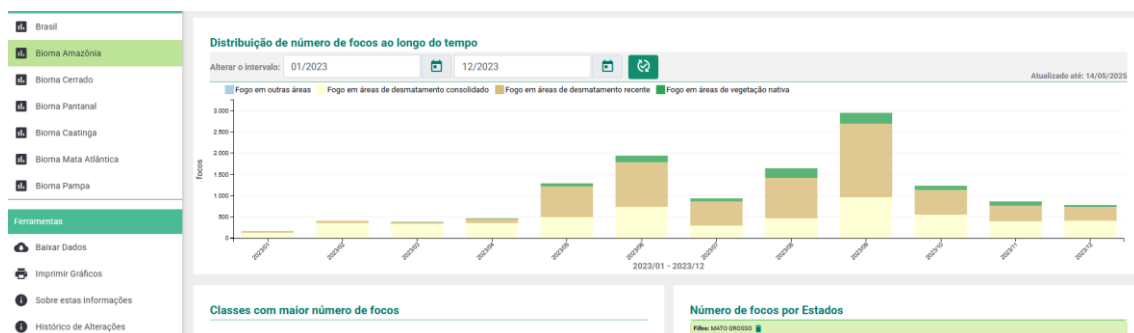 Brasil
Bioma Amazônia
Bioma Cerrado
Bioma Pantanal
Bioma Caatinga
Bioma Mata Atlântica
Bioma Pampa
Ferramentas
Baixar Dados
Imprimir Gráficos
Sobre estas Informações
Histórico de Alterações
Distribuição de número de focos ao longo do tempo
Alterar o intervalo: 01/2023 12/2023
Atualizado até: 14/05/2025
Fogo em outras áreas Fogo em áreas de desmatamento consolidado Fogo em áreas de desmatamento recente Fogo em áreas de vegetação nativa
focos
3.000
2.500
2.000
1.500
1.000
500
0
2023/01 2023/02 2023/03 2023/04 2023/05 2023/06 2023/07 2023/08 2023/09 2023/10 2023/11 2023/12
2023/01 - 2023/12
Classes com maior número de focos
Número de focos por Estados
Filtro: MATO GROSSO